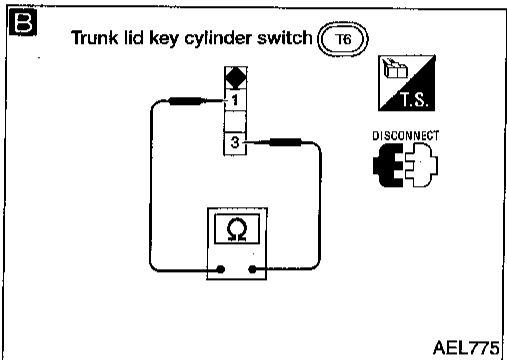 B
Trunk lid key cylinder switch T6
1
3
T.S.
DISCONNECT
Ω
AEL775